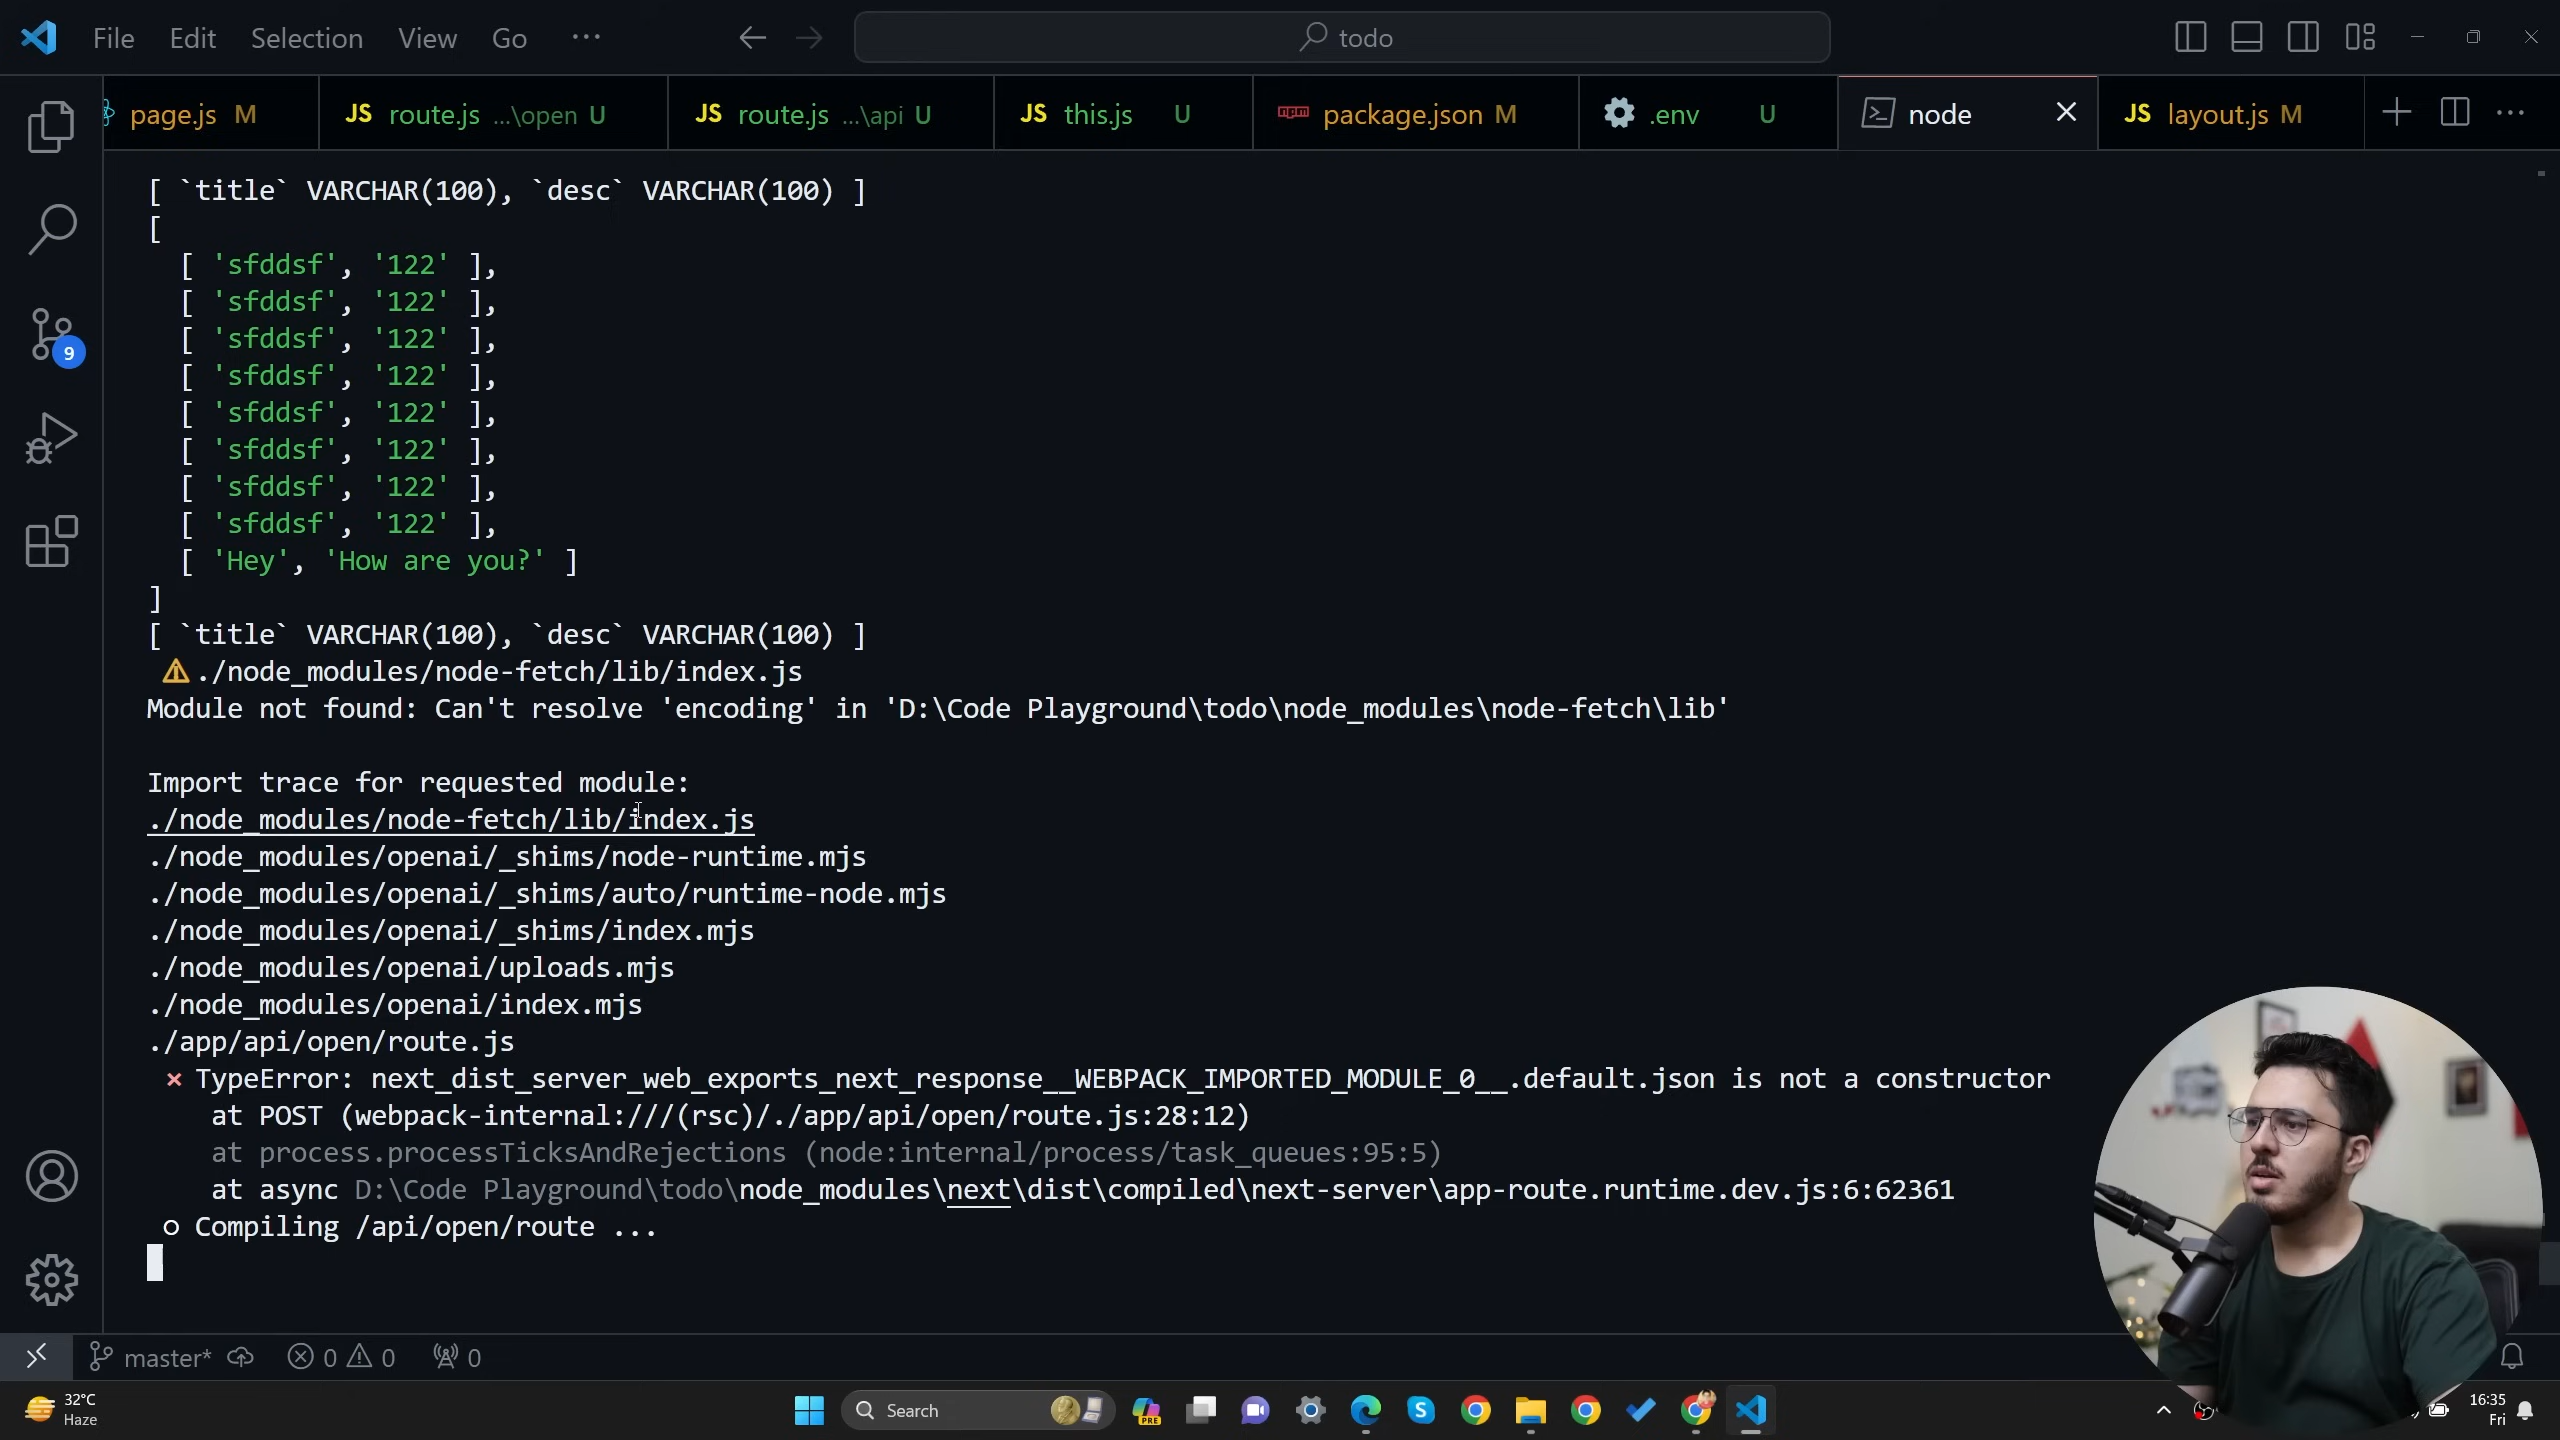 File Edit Selection View Go ···
todo
page.js M
JS route.js ...\open U
JS route.js ...\api U
JS this.js U
package.json M
.env U
node
JS layout.js M
[ `title` VARCHAR(100), `desc` VARCHAR(100) ]
[
[ 'sfddsf', '122' ],
[ 'sfddsf', '122' ],
[ 'sfddsf', '122' ],
[ 'sfddsf', '122' ],
[ 'sfddsf', '122' ],
[ 'sfddsf', '122' ],
[ 'sfddsf', '122' ],
[ 'sfddsf', '122' ],
[ 'Hey', 'How are you?' ]
]
[ `title` VARCHAR(100), `desc` VARCHAR(100) ]
⚠ ./node_modules/node-fetch/lib/index.js
Module not found: Can't resolve 'encoding' in 'D:\Code Playground\todo\node_modules\node-fetch\lib'
Import trace for requested module:
./node_modules/node-fetch/lib/index.js
./node_modules/openai/_shims/node-runtime.mjs
./node_modules/openai/_shims/auto/runtime-node.mjs
./node_modules/openai/_shims/index.mjs
./node_modules/openai/uploads.mjs
./node_modules/openai/index.mjs
./app/api/open/route.js
× TypeError: next_dist_server_web_exports_next_response__WEBPACK_IMPORTED_MODULE_0__.default.json is not a constructor
at POST (webpack-internal:///(rsc)/./app/api/open/route.js:28:12)
at process.processTicksAndRejections (node:internal/process/task_queues:95:5)
at async D:\Code Playground\todo\node_modules\next\dist\compiled\next-server\app-route.runtime.dev.js:6:62361
○ Compiling /api/open/route ...
9
master* 0 0 0
32°C
Haze
Search
PRE
16:35
Fri